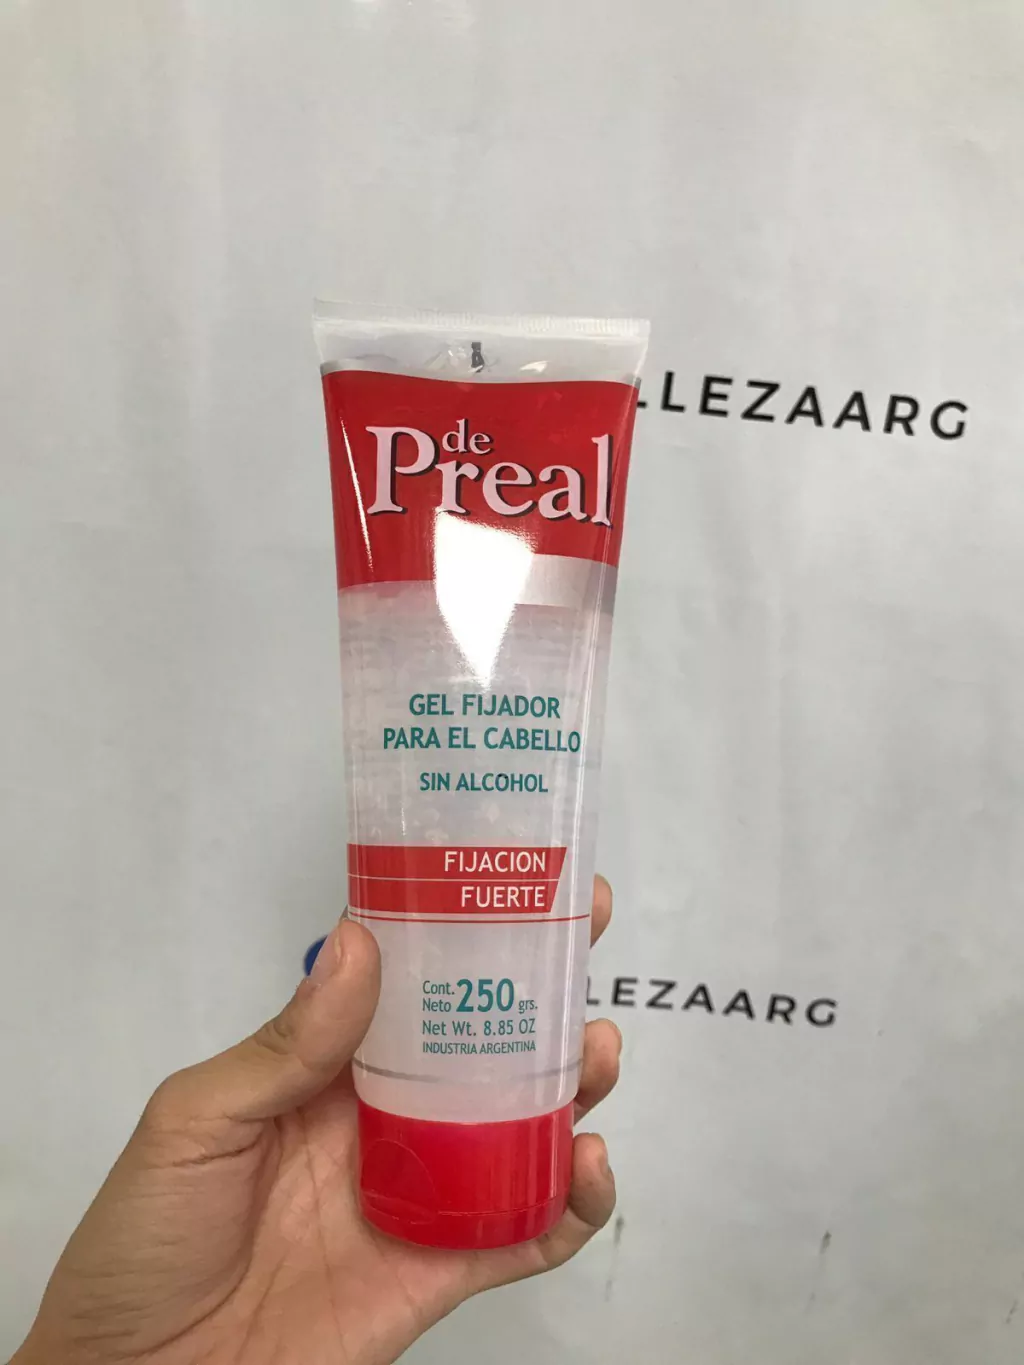 de
Preal
GEL FIJADOR
PARA EL CABELLO
SIN ALCOHOL
FIJACION
FUERTE
Cont.
Neto 250 grs.
Net Wt. 8.85 OZ
INDUSTRIA ARGENTINA
LLEZAARG
LEZAARG